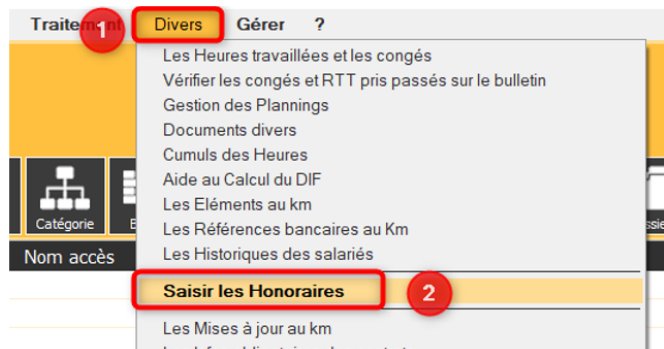 Traitement Divers Gérer ?
1
Les Heures travaillées et les congés
Vérifier les congés et RTT pris passés sur le bulletin
Gestion des Plannings
Documents divers
Cumuls des Heures
Aide au Calcul du DIF
Les Eléments au km
Les Références bancaires au Km
Les Historiques des salariés
Saisir les Honoraires 2
Les Mises à jour au km
Catégorie
Nom accès